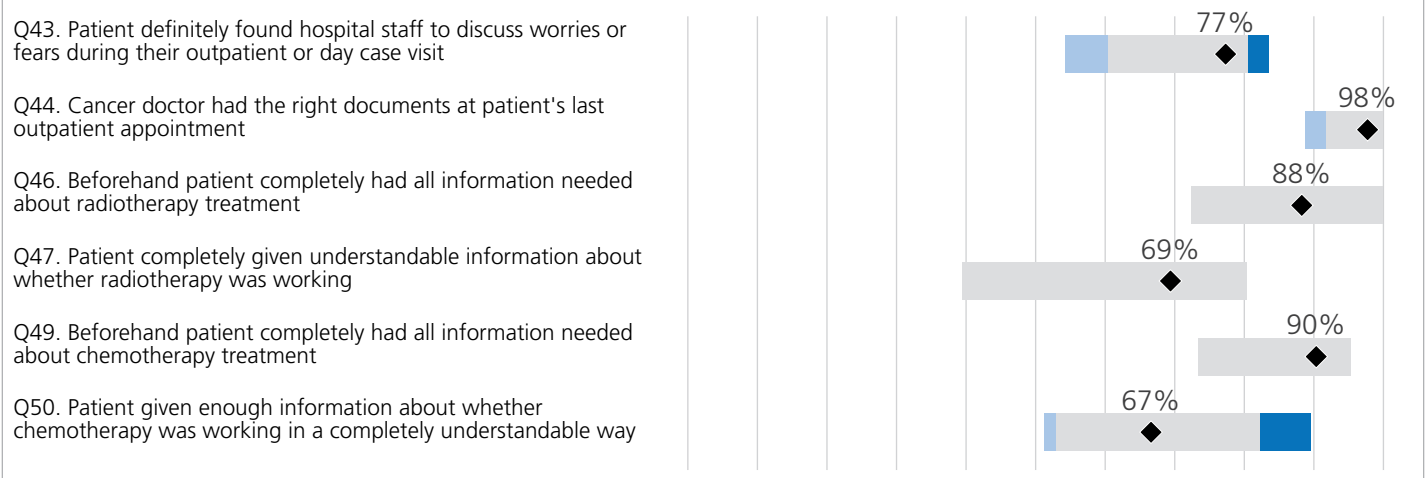 Q43. Patient definitely found hospital staff to discuss worries or
fears during their outpatient or day case visit
77%
Q44. Cancer doctor had the right documents at patient's last
outpatient appointment
98%
Q46. Beforehand patient completely had all information needed
about radiotherapy treatment
88%
Q47. Patient completely given understandable information about
whether radiotherapy was working
69%
Q49. Beforehand patient completely had all information needed
about chemotherapy treatment
90%
Q50. Patient given enough information about whether
chemotherapy was working in a completely understandable way
67%